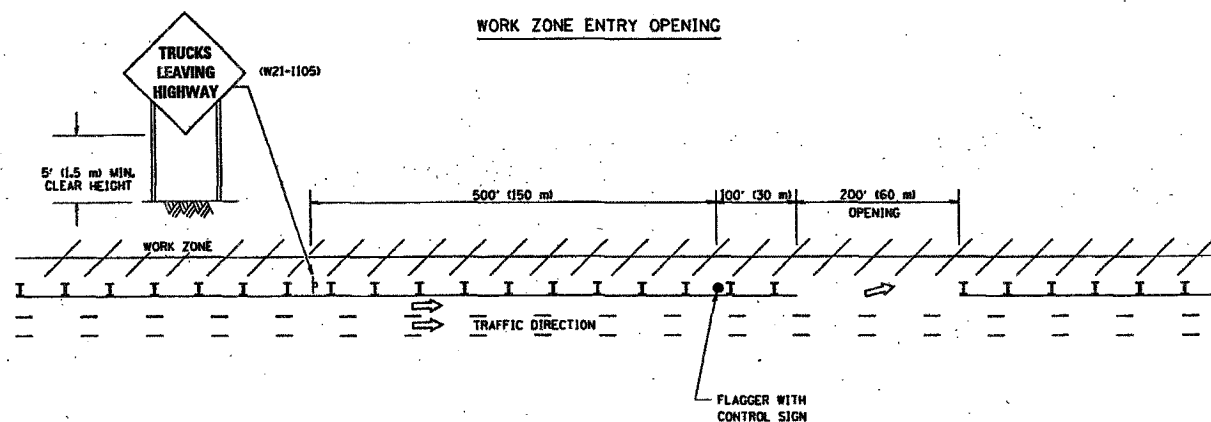 WORK ZONE ENTRY OPENING
TRUCKS
LEAVING
HIGHWAY
(W21-I105)
5' (1.5 m) MIN.
CLEAR HEIGHT
500' (150 m)
100' (30 m)
200' (60 m)
OPENING
WORK ZONE
TRAFFIC DIRECTION
FLAGGER WITH
CONTROL SIGN